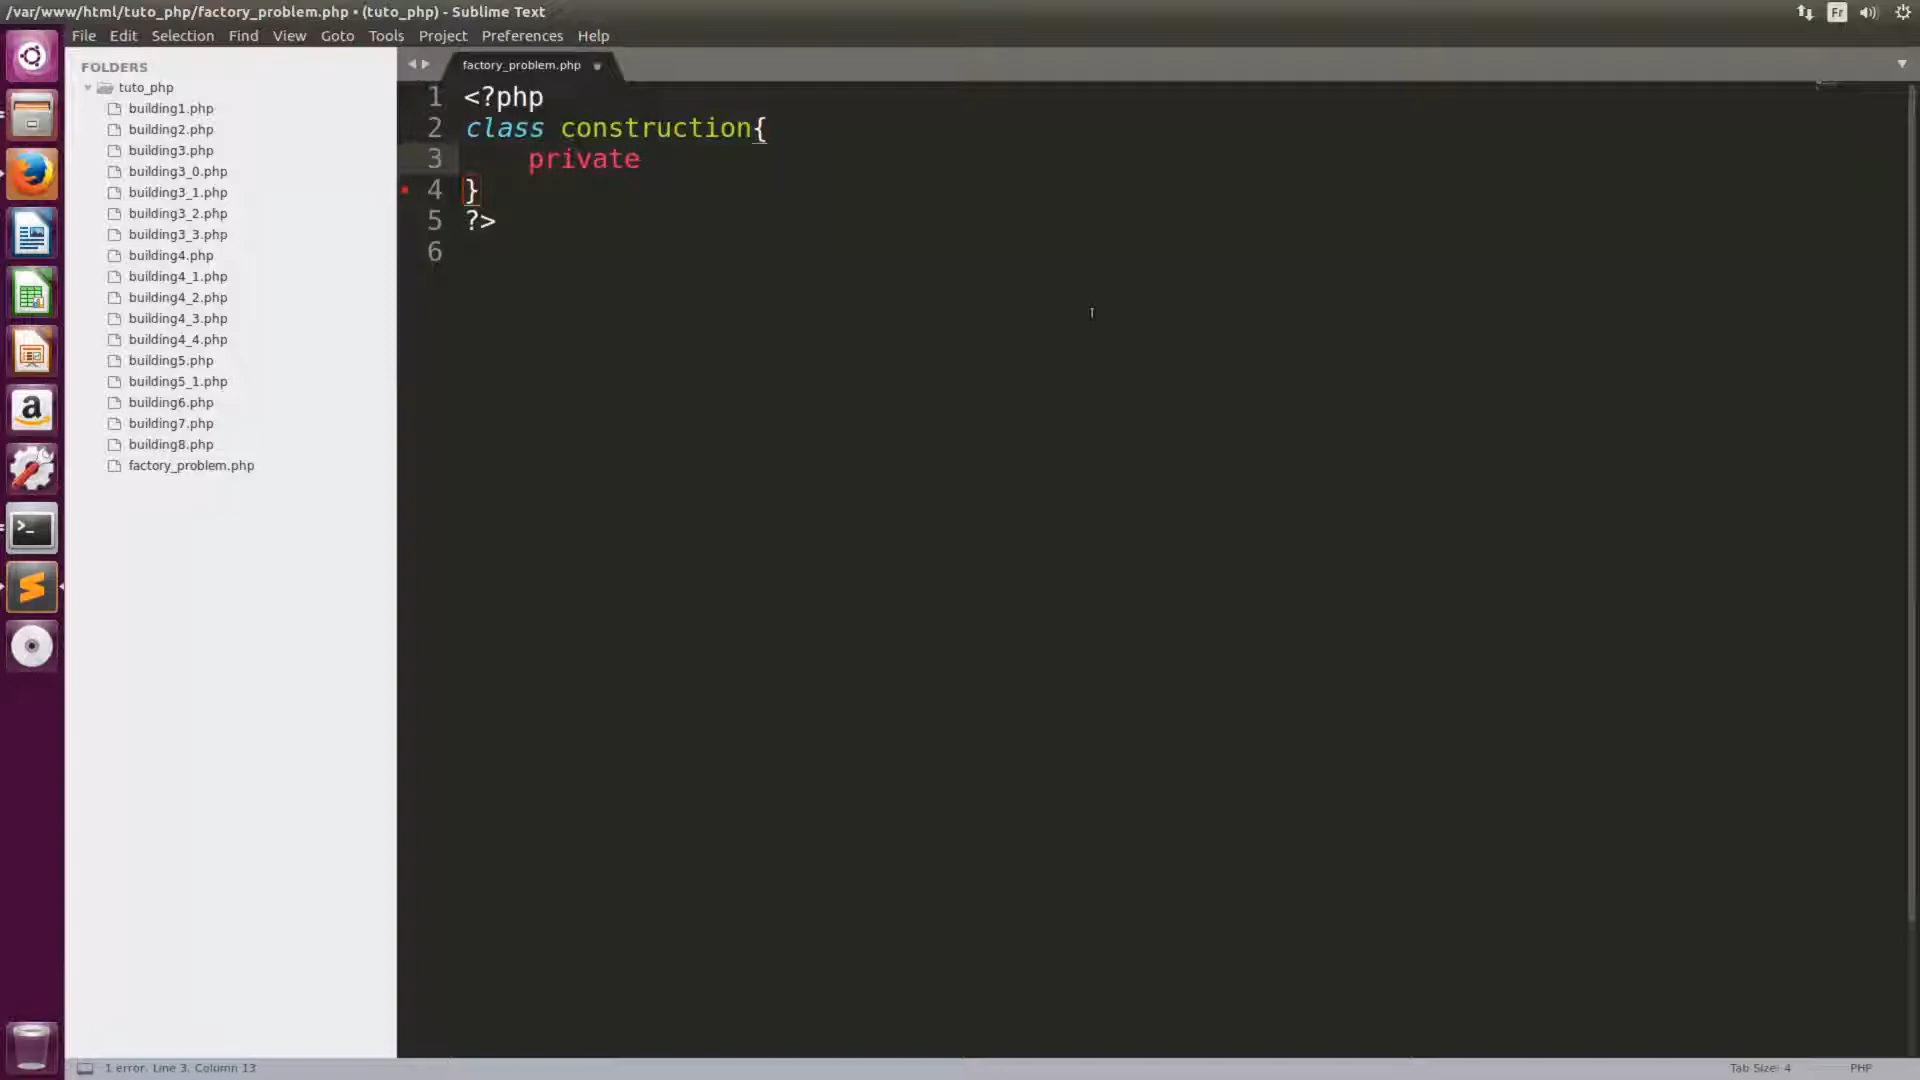 /var/www/html/tuto_php/factory_problem.php • (tuto_php) - Sublime Text
Fr
File Edit Selection Find View Goto Tools Project Preferences Help
FOLDERS
tuto_php
building1.php
building2.php
building3.php
building3_0.php
building3_1.php
building3_2.php
building3_3.php
building4.php
building4_1.php
building4_2.php
building4_3.php
building4_4.php
building5.php
building5_1.php
building6.php
building7.php
building8.php
factory_problem.php
factory_problem.php
1 <?php
2 class construction{
3 private
4 }
5 ?>
6
a
>_
1 error, Line 3, Column 13
Tab Size: 4
PHP